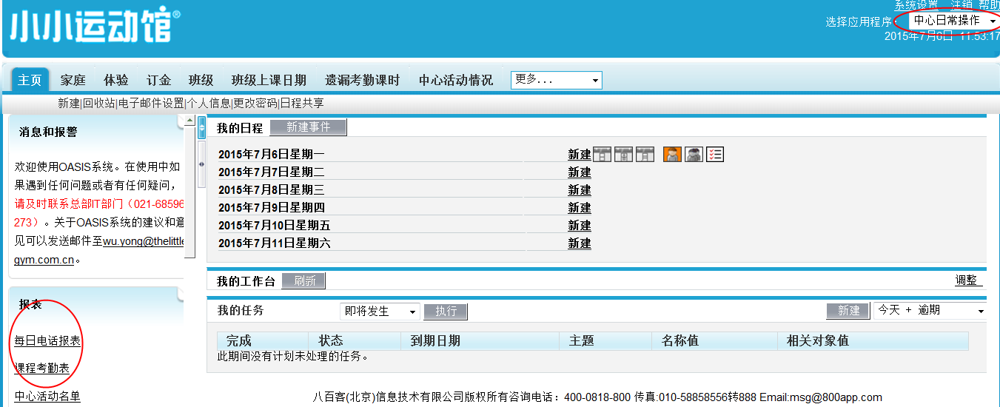 小小运动馆®
系统设置 注销 帮助
选择应用程序: 中心日常操作
2015年7月6日 11:53:17
主页 家庭 体验 订金 班级 班级上课日期 遗漏考勤课时 中心活动情况 更多...
新建|回收站|电子邮件设置|个人信息|更改密码|日程共享
消息和报警
欢迎使用OASIS系统。在使用中如
果遇到任何问题或者有任何疑问，
请及时联系总部IT部门（021-68596
273）。关于OASIS系统的建议和意
见可以发送邮件至wu.yong@thelittle
gym.com.cn。
报表
每日电话报表
课程考勤表
中心活动名单
我的日程 新建事件
2015年7月6日星期一 新建
2015年7月7日星期二 新建
2015年7月8日星期三 新建
2015年7月9日星期四 新建
2015年7月10日星期五 新建
2015年7月11日星期六 新建
我的工作台 刷新 调整
我的任务 即将发生 执行 新建 今天 + 逾期
完成 状态 到期日期 主题 名称值 相关对象值
此期间没有计划未处理的任务。
八百客(北京)信息技术有限公司版权所有咨询电话：400-0818-800 传真:010-58858556转888 Email:msg@800app.com